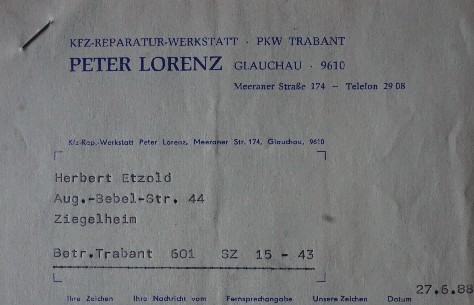 KFZ-REPARATUR-WERKSTATT · PKW TRABANT
PETER LORENZ GLAUCHAU · 9610
Meeraner Straße 174 – Telefon 29 08
Kfz-Rep.-Werkstatt Peter Lorenz, Meeraner Str. 174, Glauchau, 9610
Herbert Etzold
Aug.-Bebel-Str. 44
Ziegelheim
Betr.Trabant 601 SZ 15 - 43
27.6.88
Ihre Zeichen Ihre Nachricht vom Fernsprechangabe Unsere Zeichen Datum